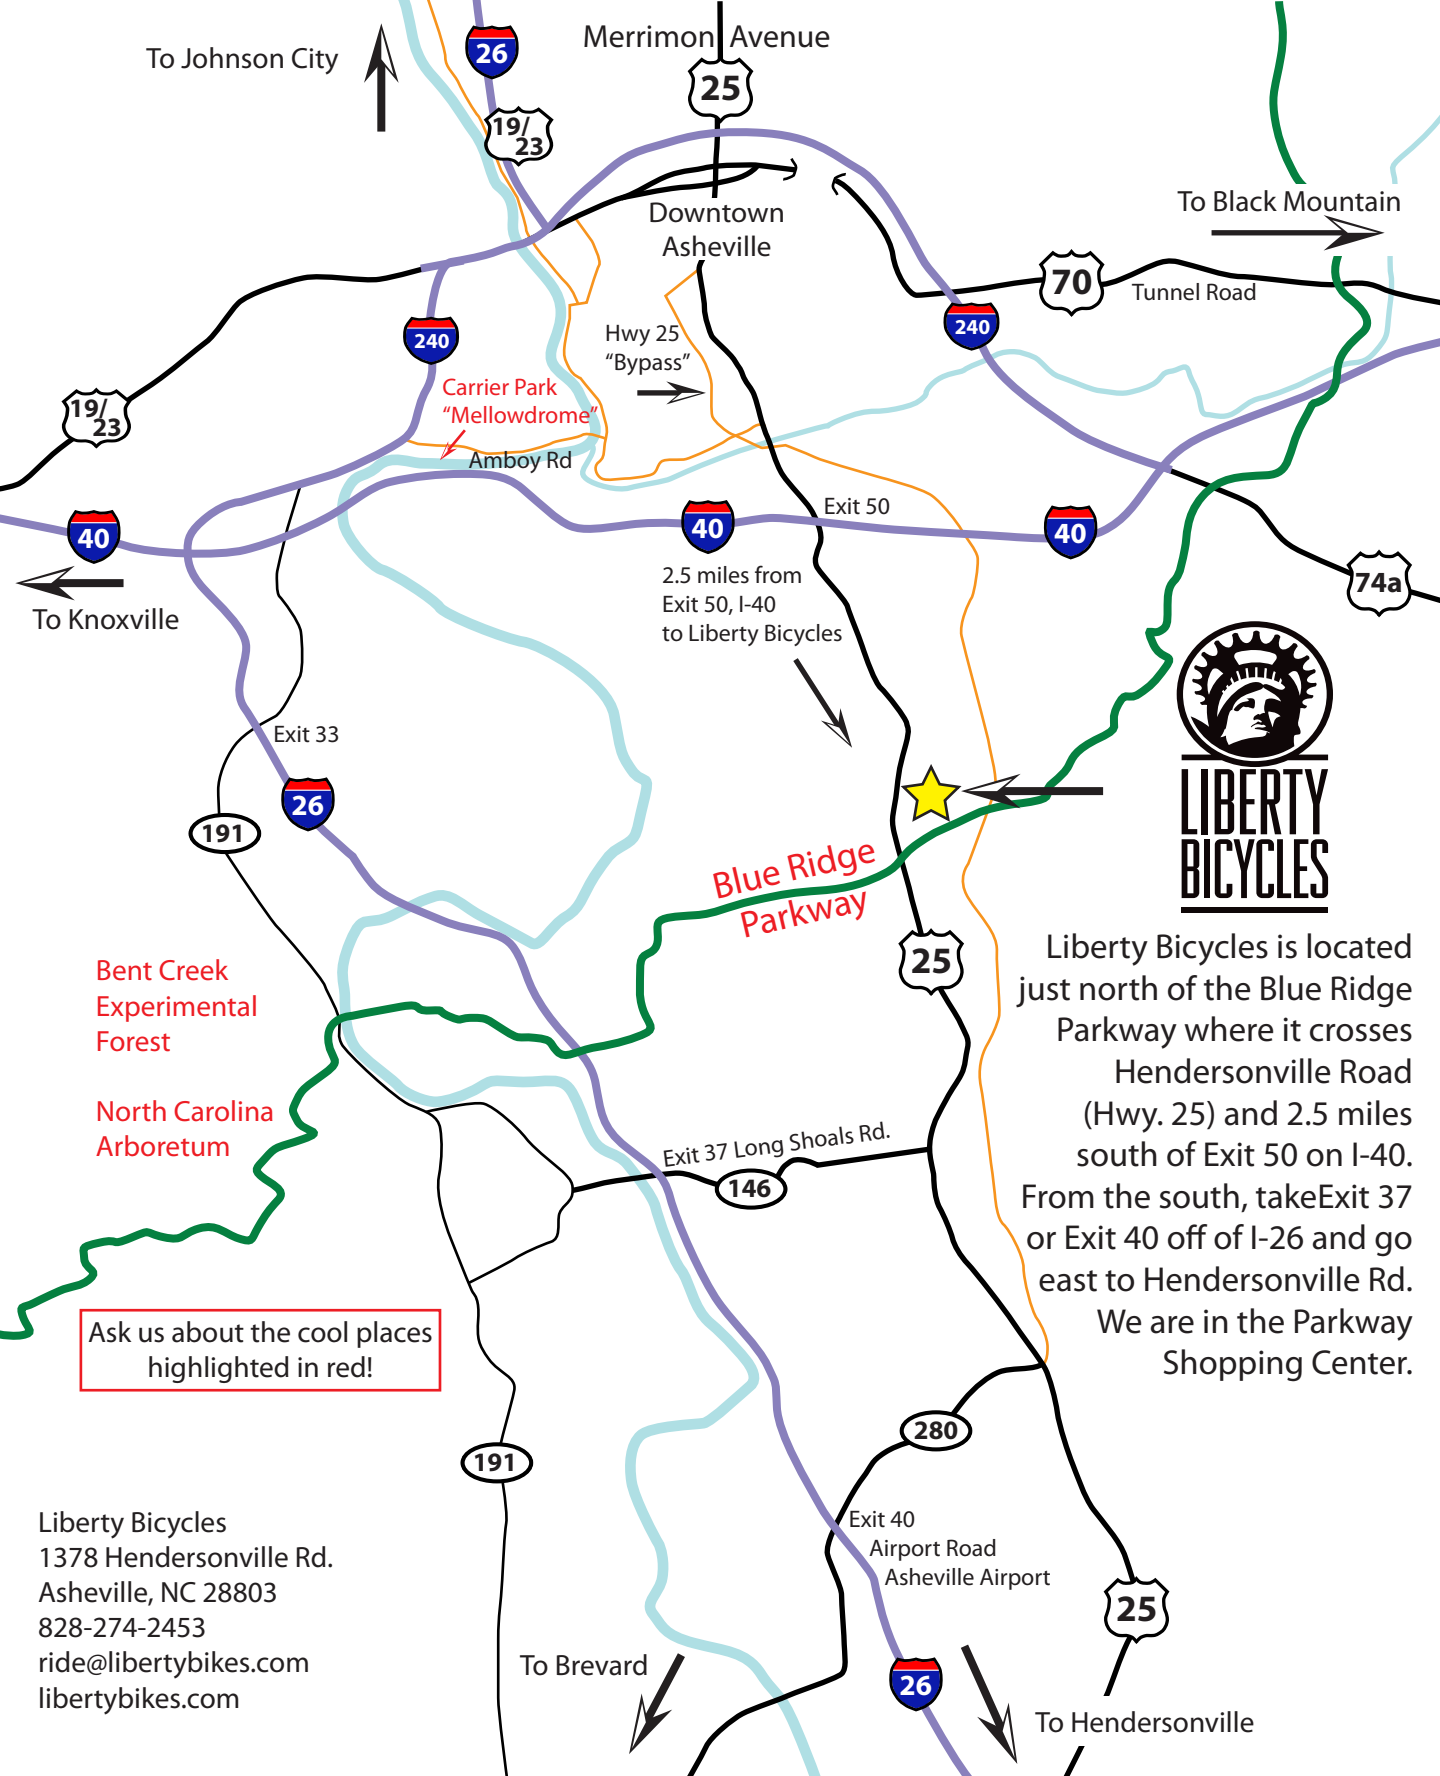 To Johnson City
26
Merrimon Avenue
25
19/
23
To Black Mountain
Downtown
Asheville
70
Tunnel Road
240
240
Hwy 25
“Bypass”
Carrier Park
“Mellowdrome”
19/
23
Amboy Rd
Exit 50
40
40
40
2.5 miles from
Exit 50, I-40
to Liberty Bicycles
74a
To Knoxville
Exit 33
26
191
LIBERTY
BICYCLES
Blue Ridge
Parkway
25
Liberty Bicycles is located
just north of the Blue Ridge
Parkway where it crosses
Hendersonville Road
(Hwy. 25) and 2.5 miles
south of Exit 50 on I-40.
From the south, takeExit 37
or Exit 40 off of I-26 and go
east to Hendersonville Rd.
We are in the Parkway
Shopping Center.
Bent Creek
Experimental
Forest
North Carolina
Arboretum
Exit 37 Long Shoals Rd.
146
Ask us about the cool places
highlighted in red!
280
191
Exit 40
Airport Road
Asheville Airport
25
Liberty Bicycles
1378 Hendersonville Rd.
Asheville, NC 28803
828-274-2453
ride@libertybikes.com
libertybikes.com
To Brevard
26
To Hendersonville